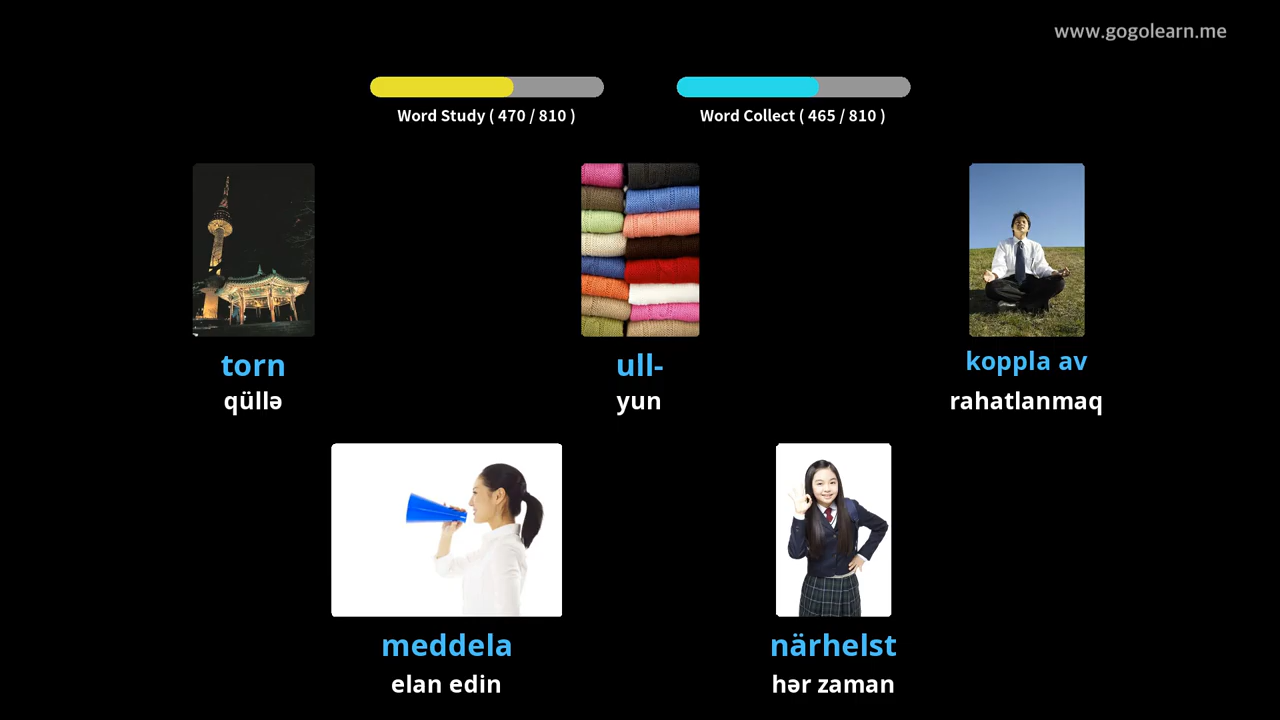 www.gogolearn.me
Word Study ( 470 / 810 )
Word Collect ( 465 / 810 )
torn
qüllə
ull-
yun
koppla av
rahatlanmaq
meddela
elan edin
närhelst
hər zaman